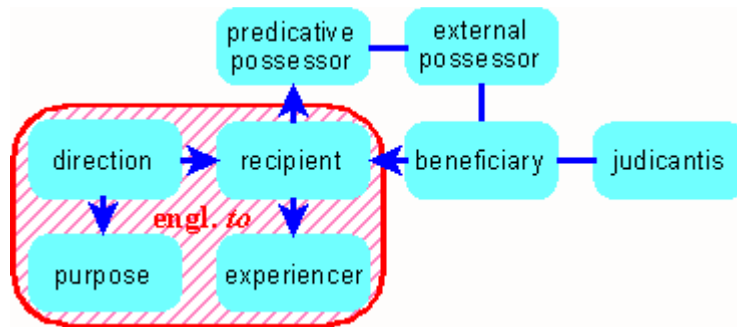 predicative
possessor
external
possessor
direction
recipient
beneficiary
judicantis
engl. to
purpose
experiencer